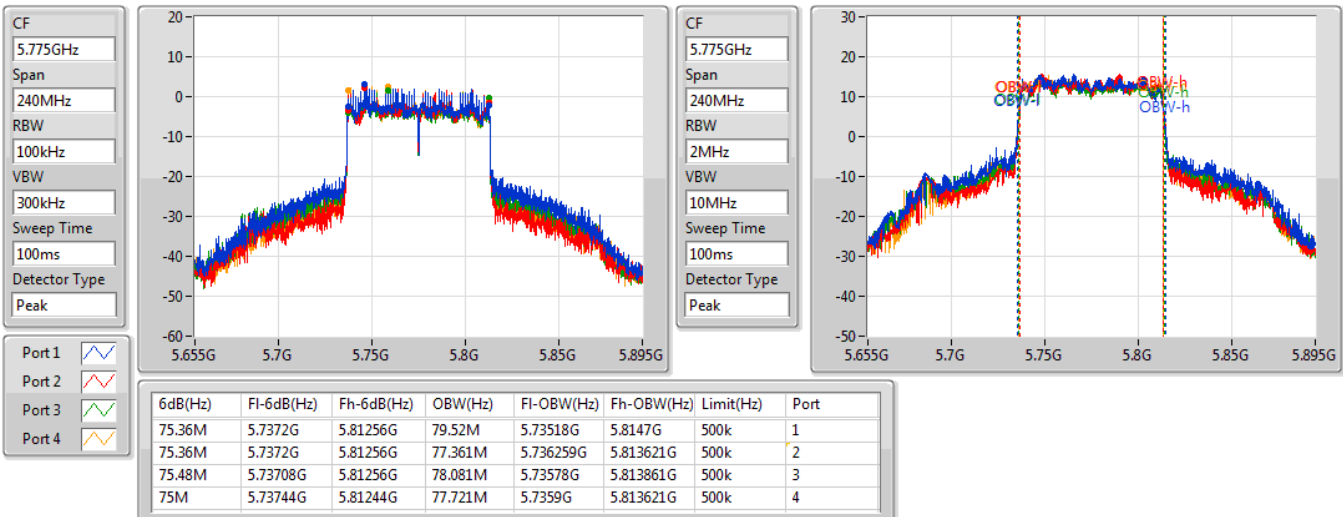 CF
5.775GHz
Span
240MHz
RBW
100kHz
VBW
300kHz
Sweep Time
100ms
Detector Type
Peak
20
10
0
-10
-20
-30
-40
-50
-60
5.655G 5.7G 5.75G 5.8G 5.85G 5.895G
CF
5.775GHz
Span
240MHz
RBW
2MHz
VBW
10MHz
Sweep Time
100ms
Detector Type
Peak
30
20
10
0
-10
-20
-30
-40
-50
OBW-l OBW-h
OBW-h
OBW-h
5.655G 5.7G 5.75G 5.8G 5.85G 5.895G
Port 1
Port 2
Port 3
Port 4
6dB(Hz) Fl-6dB(Hz) Fh-6dB(Hz) OBW(Hz) Fl-OBW(Hz) Fh-OBW(Hz) Limit(Hz) Port
75.36M 5.7372G 5.81256G 79.52M 5.73518G 5.8147G 500k 1
75.36M 5.7372G 5.81256G 77.361M 5.736259G 5.813621G 500k 2
75.48M 5.73708G 5.81256G 78.081M 5.73578G 5.813861G 500k 3
75M 5.73744G 5.81244G 77.721M 5.7359G 5.813621G 500k 4